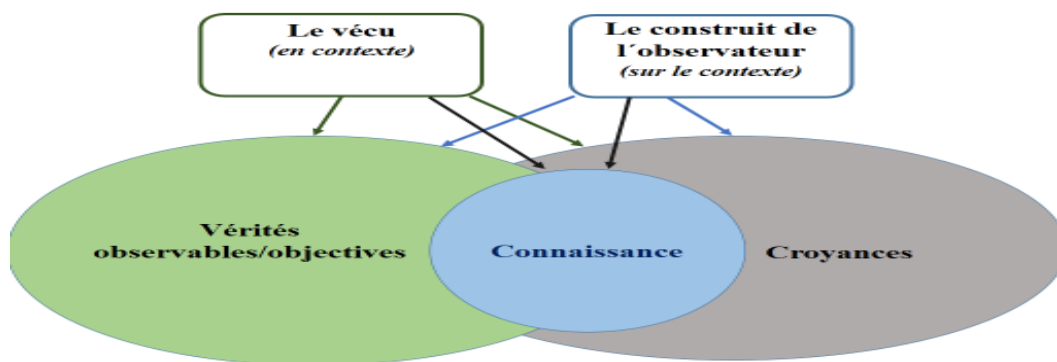 Le vécu
(en contexte)
Le construit de
l´observateur
(sur le contexte)
Vérités
observables/objectives
Connaissance
Croyances